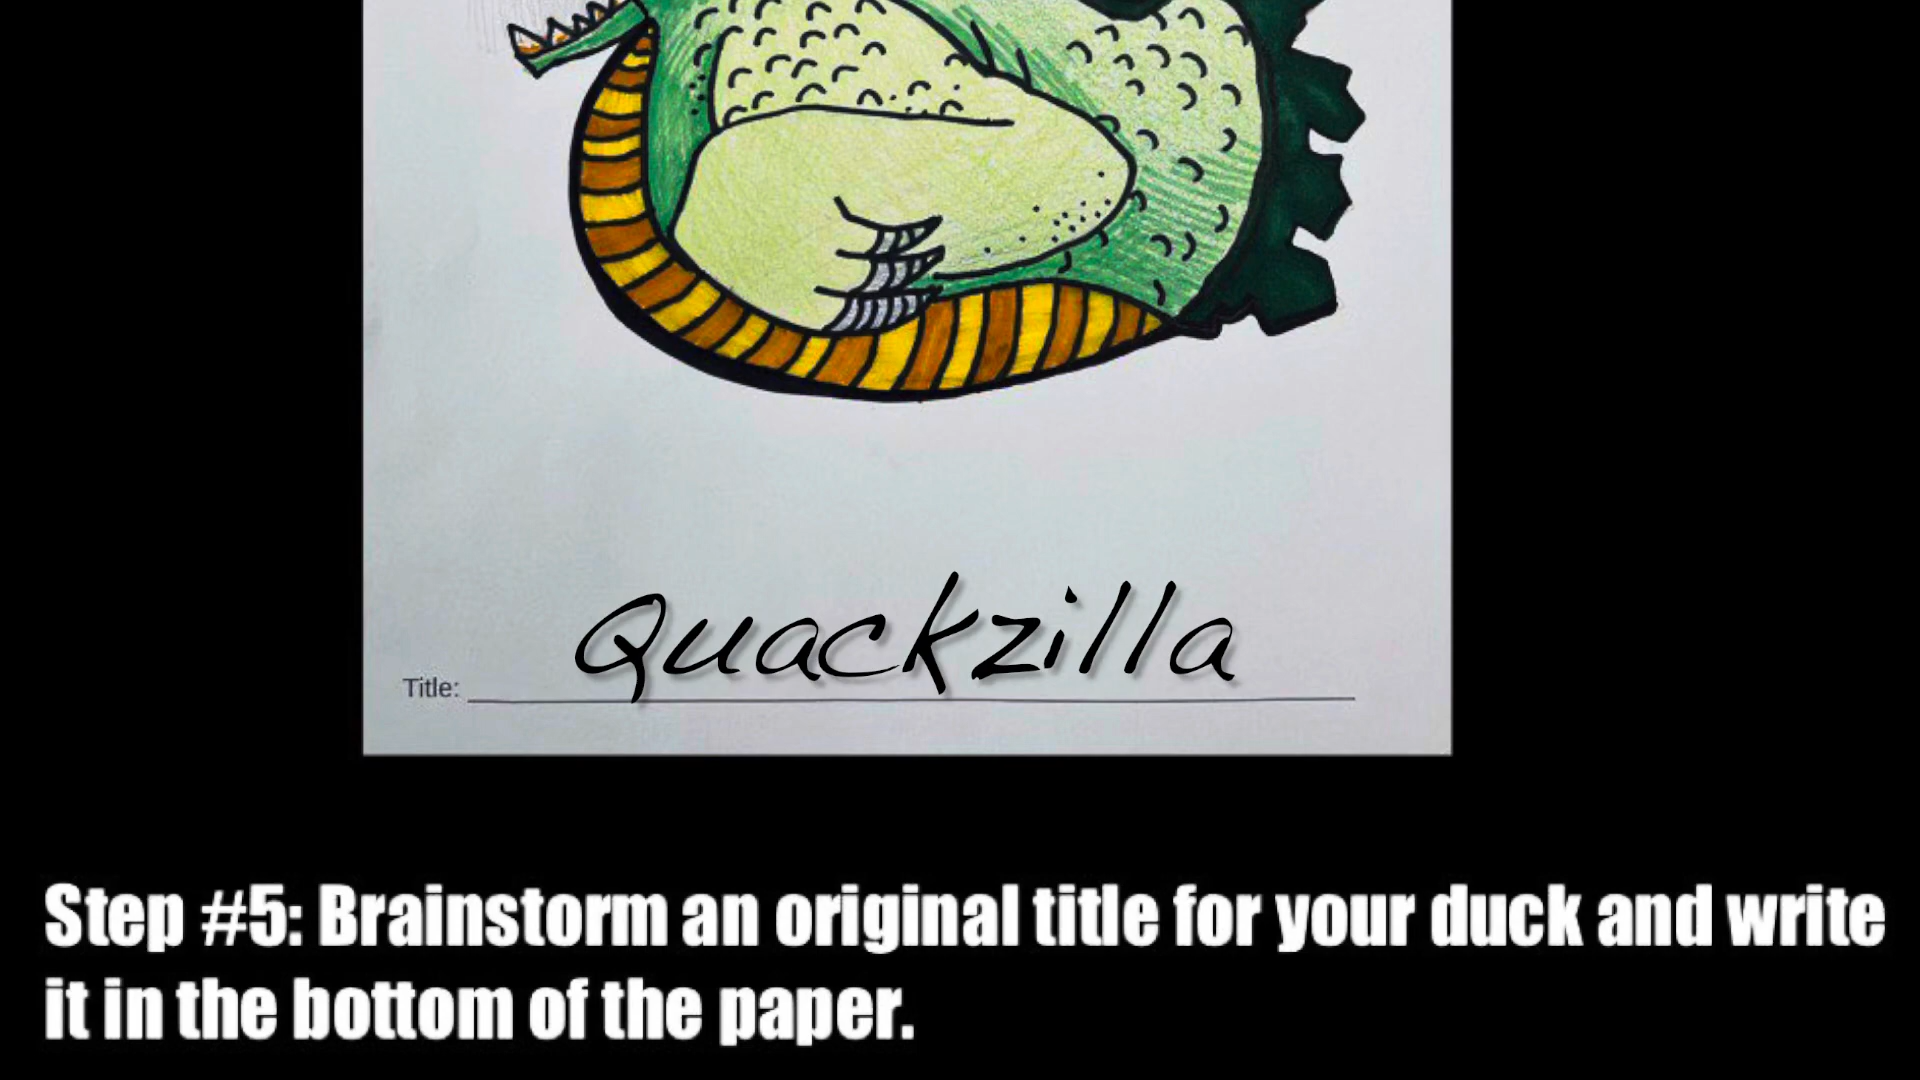 Quackzilla
Title:
Step #5: Brainstorm an original title for your duck and write
it in the bottom of the paper.